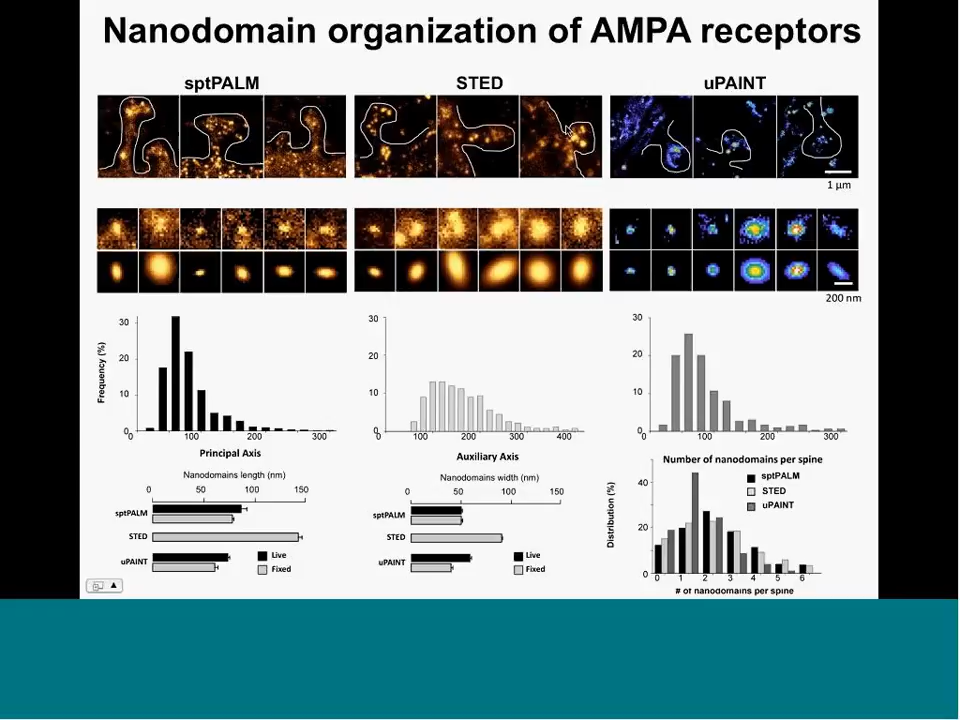 Nanodomain organization of AMPA receptors
sptPALM STED uPAINT
1 µm
200 nm
Frequency (%)
30
20
10
0
0 100 200 300
Principal Axis
30
20
10
0
0 100 200 300 400
Auxiliary Axis
30
20
10
0
0 100 200 300
Nanodomains length (nm)
0 50 100 150
sptPALM
STED
uPAINT
Live
Fixed
Nanodomains width (nm)
0 50 100 150
sptPALM
STED
uPAINT
Live
Fixed
Number of nanodomains per spine
sptPALM
STED
uPAINT
Distribution (%)
40
20
0
0 1 2 3 4 5 6
# of nanodomains per spine